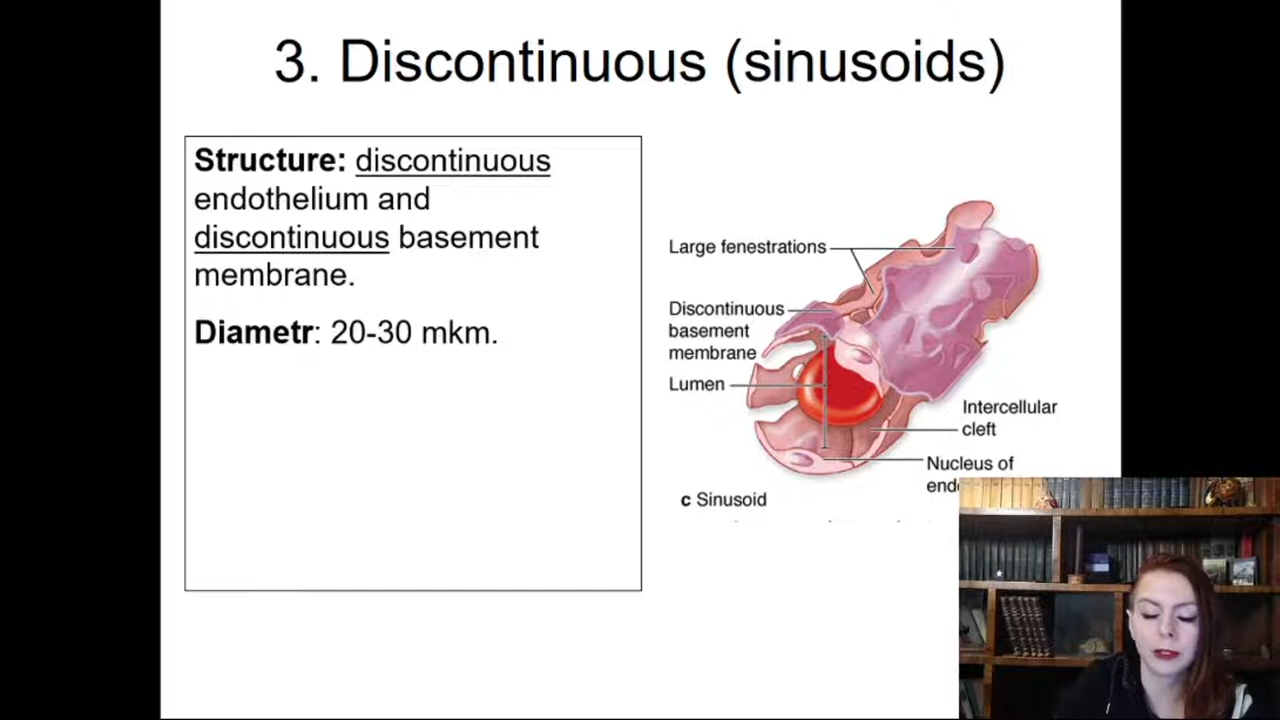 3. Discontinuous (sinusoids)
Structure: discontinuous
endothelium and
discontinuous basement
membrane.
Diametr: 20-30 mkm.
Large fenestrations
Discontinuous
basement
membrane
Lumen
Intercellular
cleft
Nucleus of
c Sinusoid